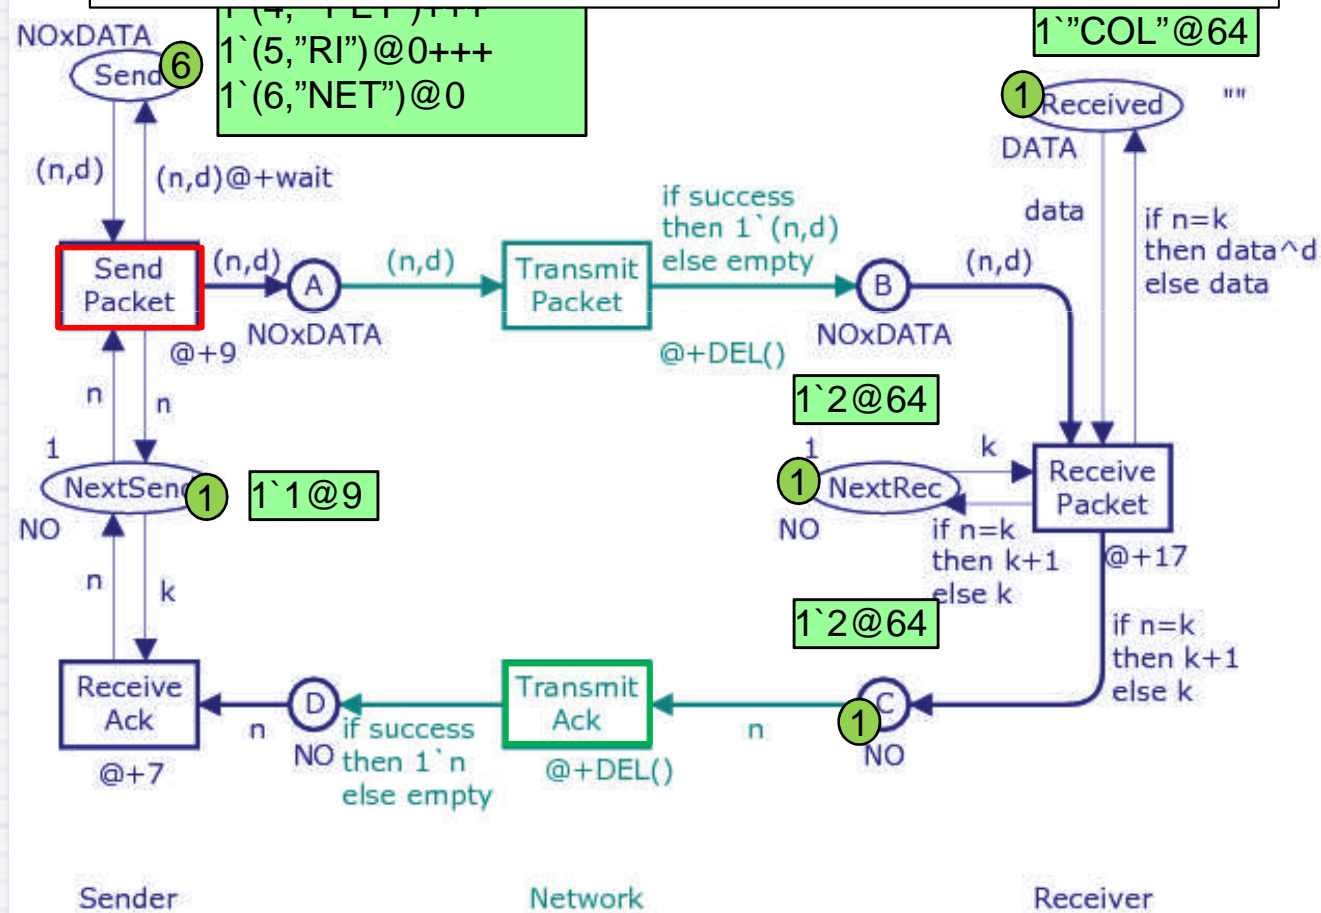 1`"COL"@64
NOxDATA
1`(5,"RI")@0+++
1`(6,"NET")@0
Send
6
1
Received
""
DATA
(n,d)
(n,d)@+wait
if success
then 1`(n,d)
else empty
data
if n=k
then data^d
else data
Send
Packet
(n,d)
A
(n,d)
Transmit
Packet
B
(n,d)
@+9
NOxDATA
@+DEL()
NOxDATA
n
n
1`2@64
1
NextSend
1
1`1@9
NO
1
1
NextRec
NO
k
if n=k
then k+1
else k
Receive
Packet
@+17
n
k
1`2@64
if n=k
then k+1
else k
Receive
Ack
@+7
n
D
NO
if success
then 1`n
else empty
Transmit
Ack
@+DEL()
n
1
C
NO
Sender
Network
Receiver